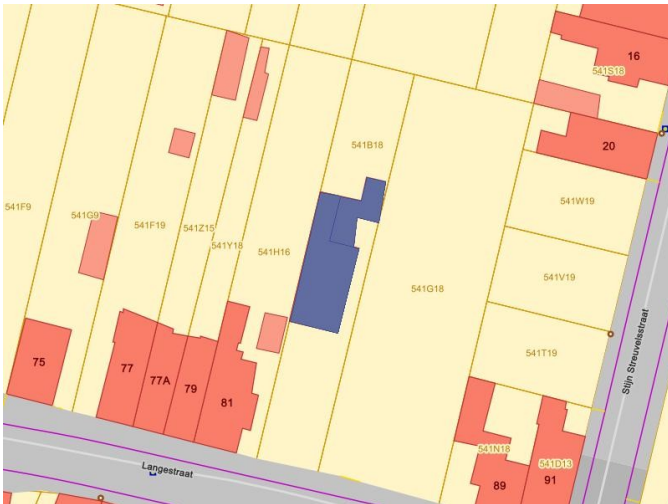 16
541S18
20
541B18
541W19
541F9
541G9
541F19
541Z15
541Y18
541H16
541G18
541V19
541T19
Stijn Streuvelsstraat
75
77
77A
79
81
541N18
541D13
89
91
Langestraat